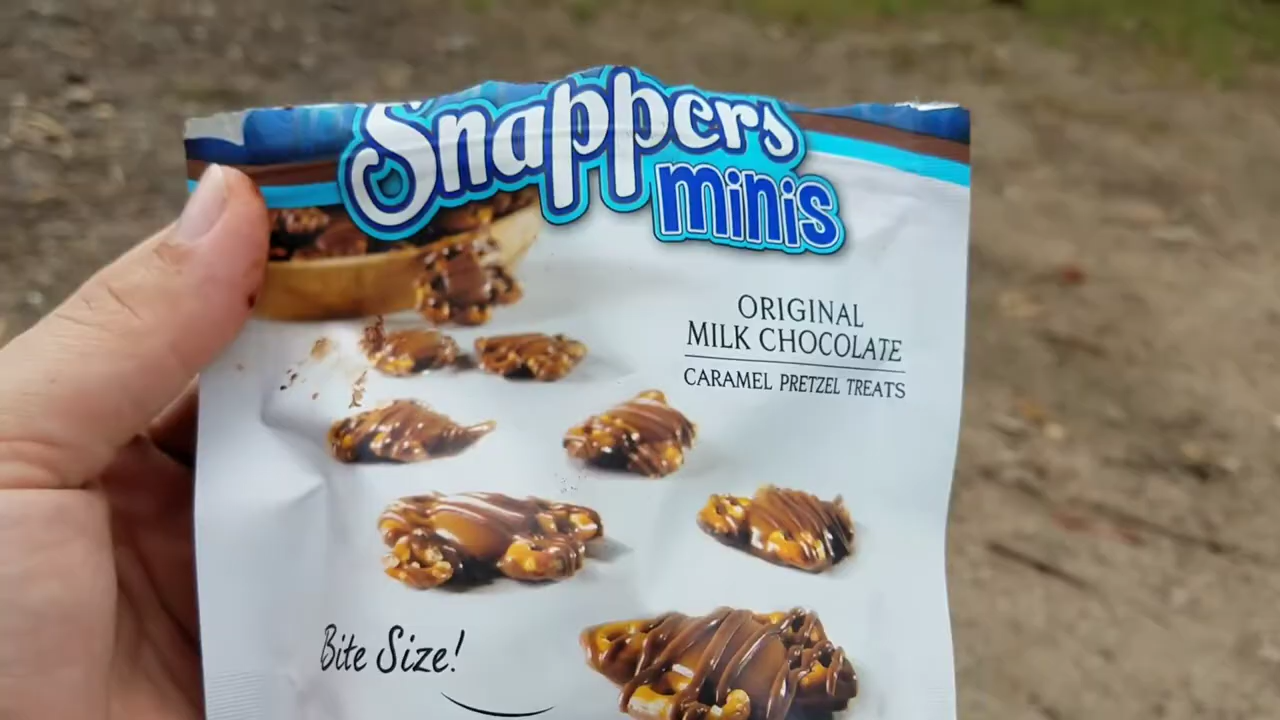 Snappers
minis
ORIGINAL
MILK CHOCOLATE
CARAMEL PRETZEL TREATS
Bite Size!